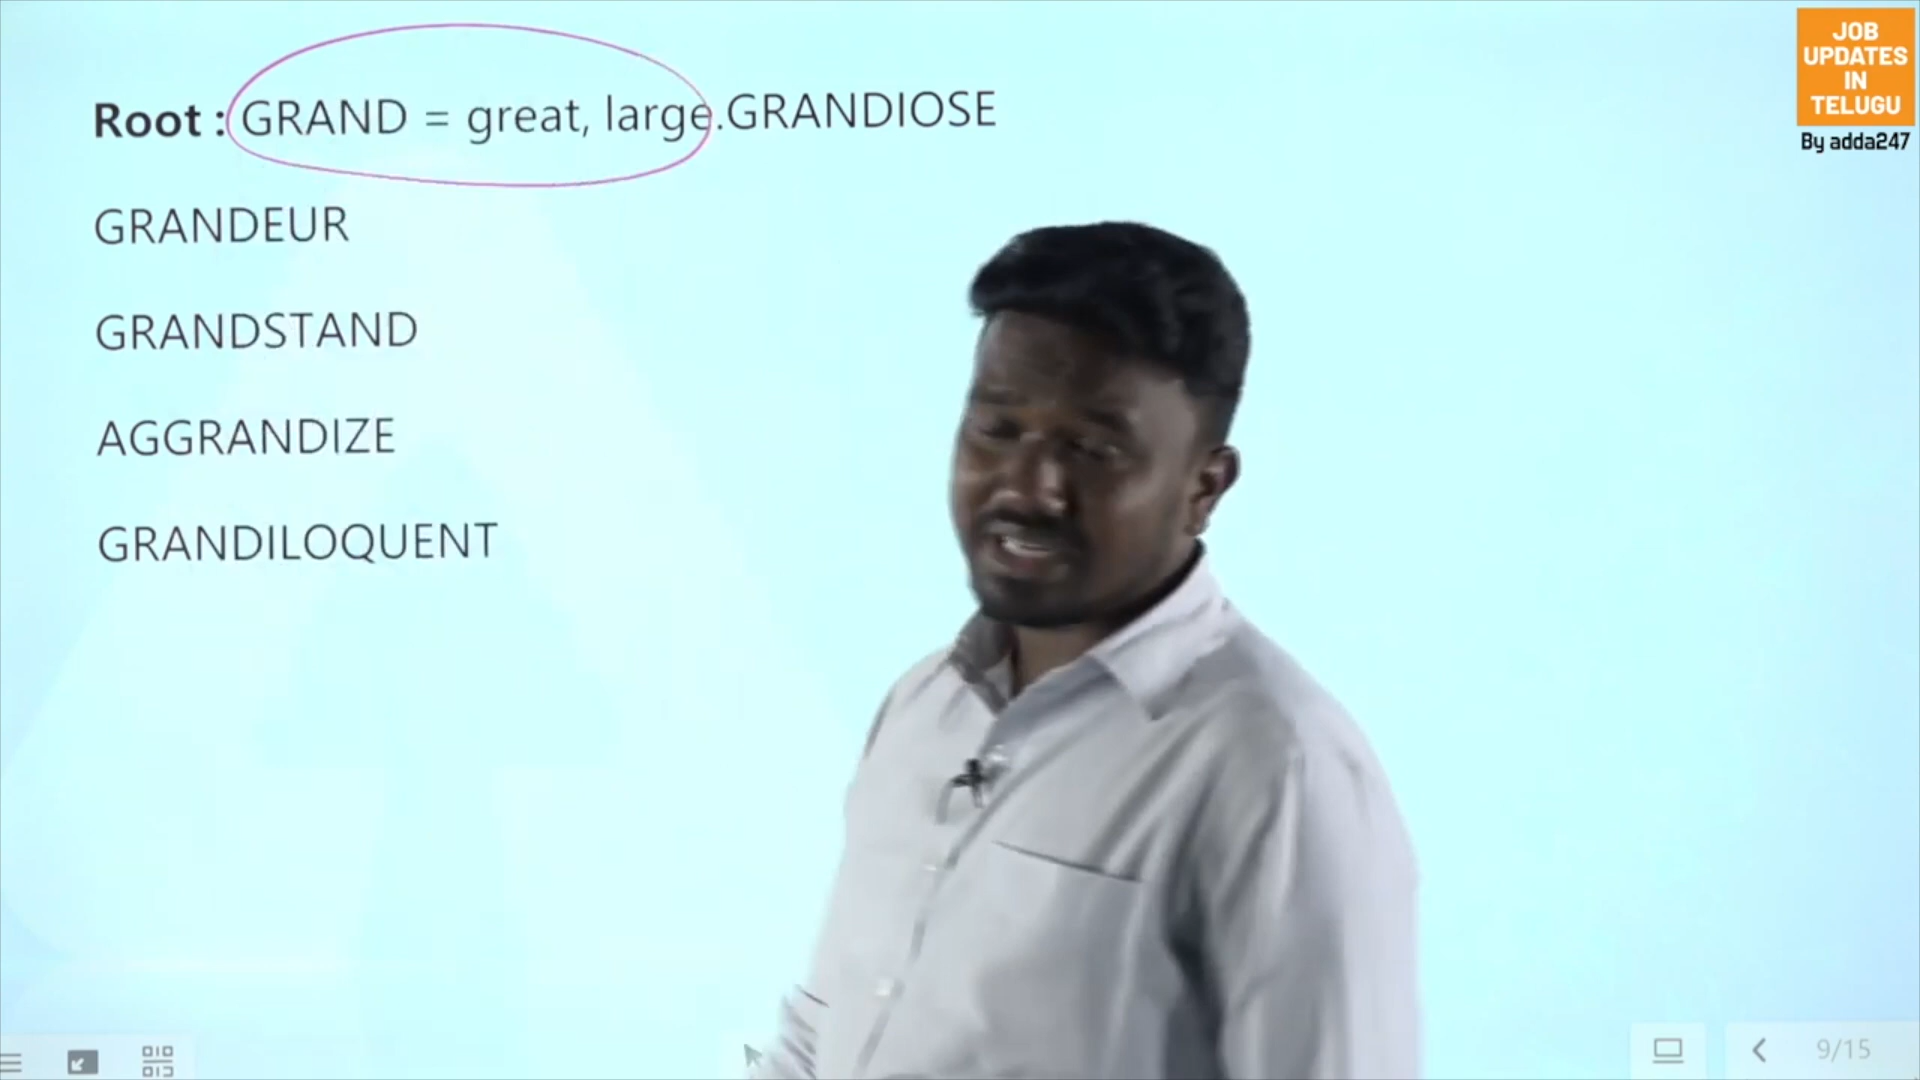 Root : GRAND = great, large.GRANDIOSE
GRANDEUR
GRANDSTAND
AGGRANDIZE
GRANDILOQUENT
JOB
UPDATES
IN
TELUGU
By adda247
9/15